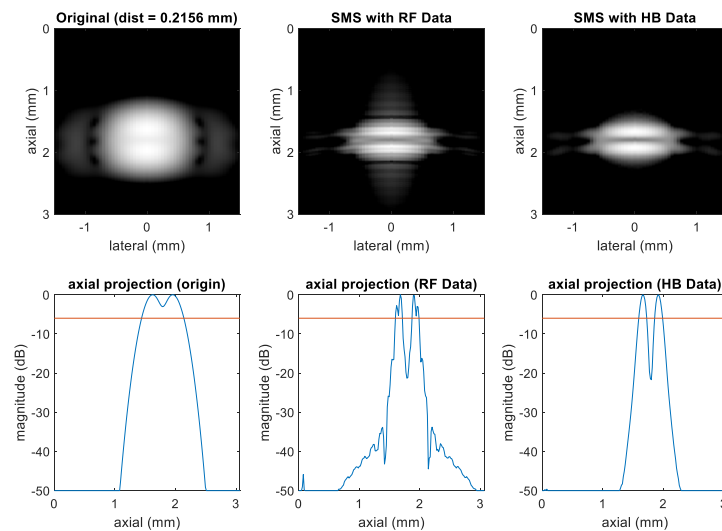 Original (dist = 0.2156 mm)
SMS with RF Data
SMS with HB Data
0
1
2
3
axial (mm)
-1
0
1
lateral (mm)
0
1
2
3
axial (mm)
-1
0
1
lateral (mm)
0
1
2
3
axial (mm)
-1
0
1
lateral (mm)
axial projection (origin)
axial projection (RF Data)
axial projection (HB Data)
0
-10
-20
-30
-40
-50
magnitude (dB)
0
1
2
3
axial (mm)
0
-10
-20
-30
-40
-50
magnitude (dB)
0
1
2
3
axial (mm)
0
-10
-20
-30
-40
-50
magnitude (dB)
0
1
2
3
axial (mm)